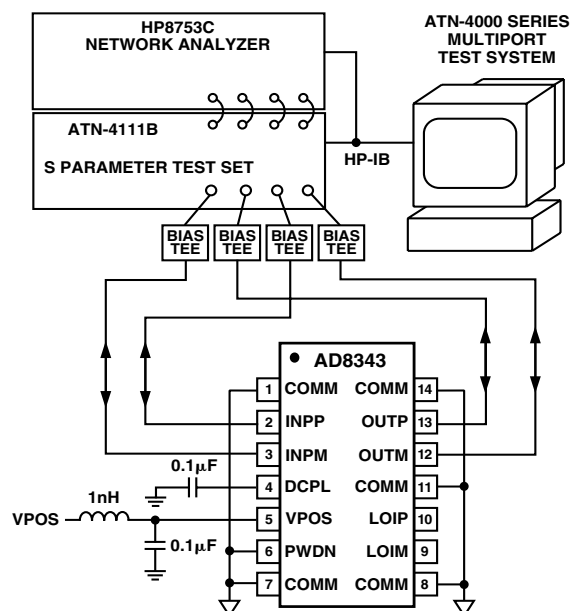 HP8753C
NETWORK ANALYZER
ATN-4000 SERIES
MULTIPORT
TEST SYSTEM
ATN-4111B
S PARAMETER TEST SET
HP-IB
BIAS TEE
BIAS TEE
BIAS TEE
BIAS TEE
AD8343
1 COMM COMM 14
2 INPP OUTP 13
3 INPM OUTM 12
0.1μF
4 DCPL COMM 11
1nH
VPOS
5 VPOS LOIP 10
0.1μF
6 PWDN LOIM 9
7 COMM COMM 8